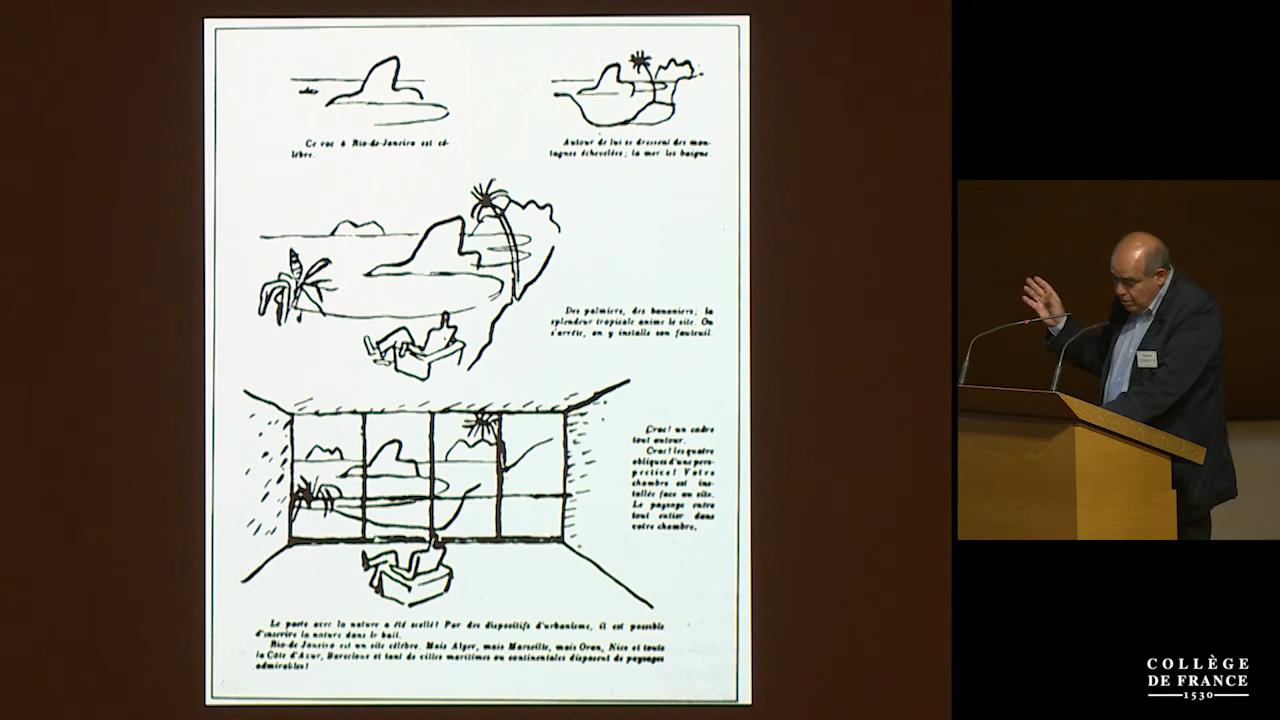 Ce roc à Rio-de-Janeiro est cé-
lèbre.
Autour de lui se dressent des mon-
tagnes échevelées; la mer les baigne.
Des palmiers, des bananiers; la
splendeur tropicale anime le site. On
s'arrête, on y installe son fauteuil.
Crac! un cadre
tout autour.
Crac! les quatre
obliques d'une pers-
pective! Votre
chambre est ins-
tallée face au site.
Le paysage entre
tout entier dans
votre chambre.
Le pacte avec la nature a été scellé! Par des dispositifs d'urbanisme, il est possible
d'inscrire la nature dans le bail.
Rio-de-Janeiro est un site célèbre. Mais Alger, mais Marseille, mais Oran, Nice et toute
la Côte d'Azur, Barcelone et tant de villes maritimes ou continentales disposent de paysages
admirables!
COLLÈGE
DE FRANCE
1530